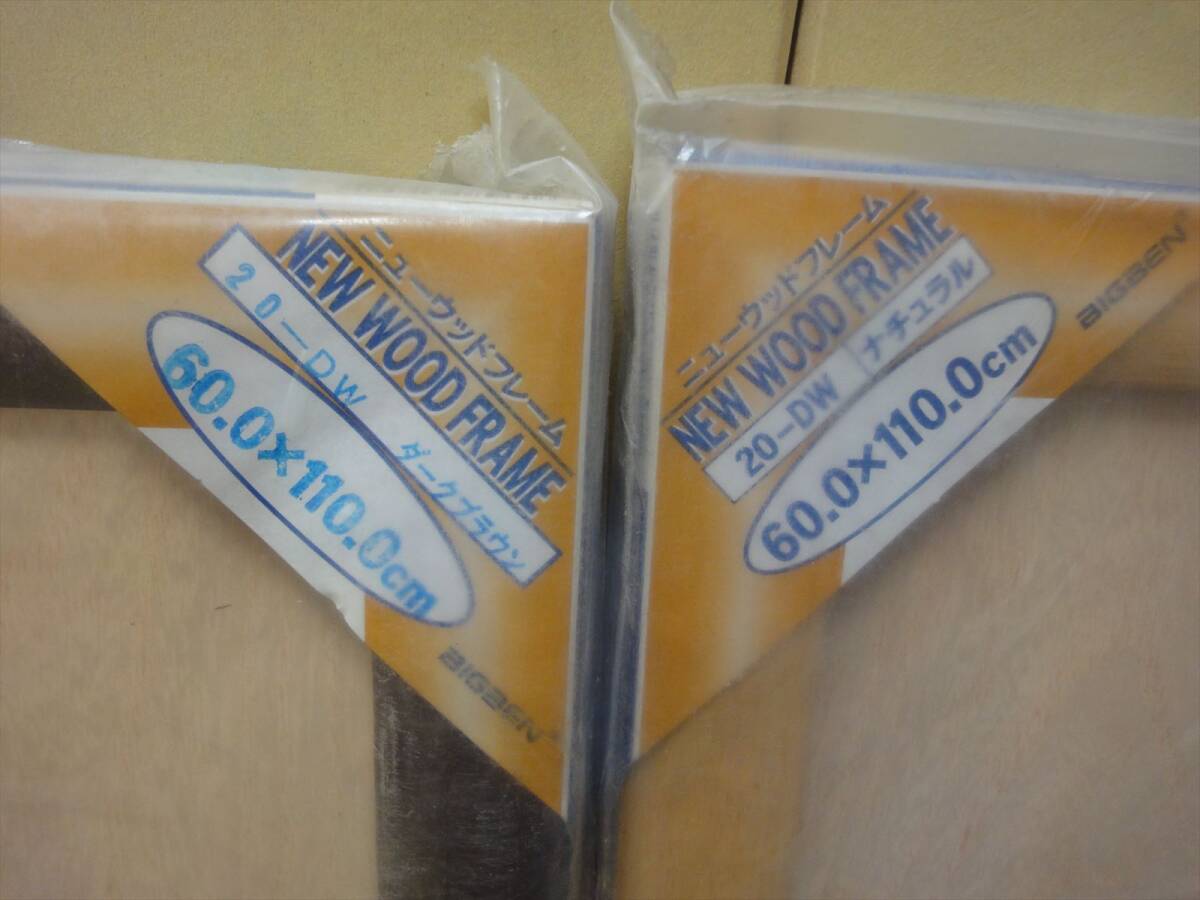 ニューウッドフレーム
NEW WOOD FRAME
20-DW ダークブラウン
60.0×110.0cm
BIGBEN
ニューウッドフレーム
NEW WOOD FRAME
20-DW ナチュラル
60.0×110.0cm
BIGBEN